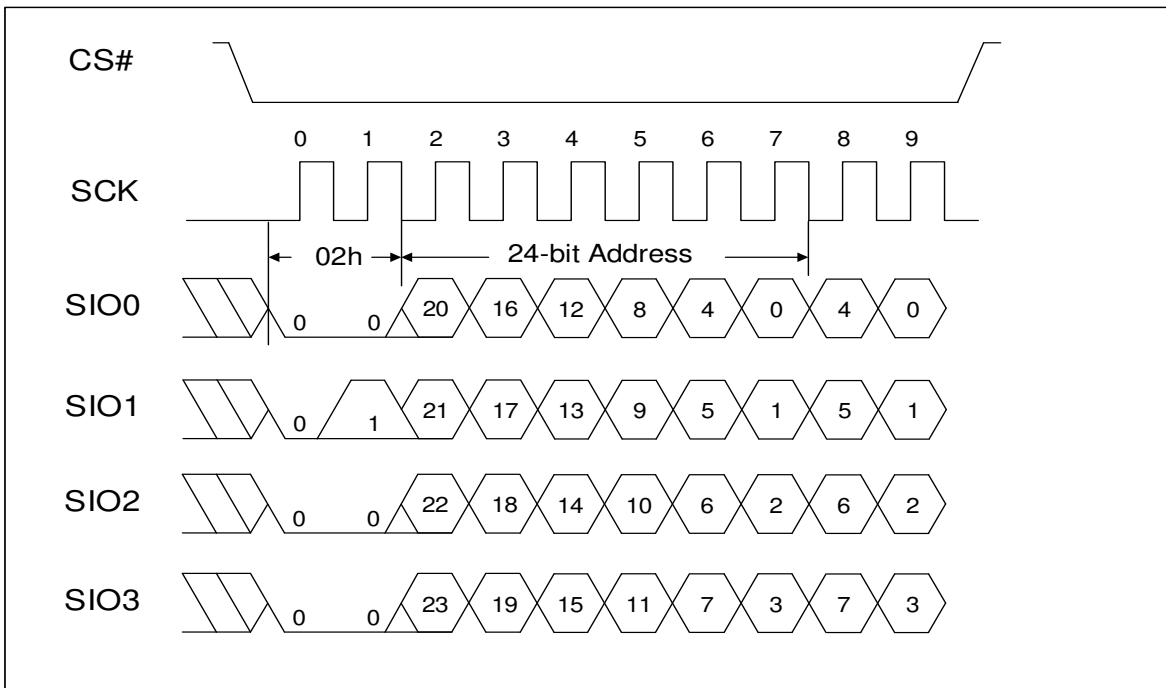 CS#
0 1 2 3 4 5 6 7 8 9
SCK
02h 24-bit Address
SIO0 0 0 20 16 12 8 4 0 4 0
SIO1 0 1 21 17 13 9 5 1 5 1
SIO2 0 0 22 18 14 10 6 2 6 2
SIO3 0 0 23 19 15 11 7 3 7 3